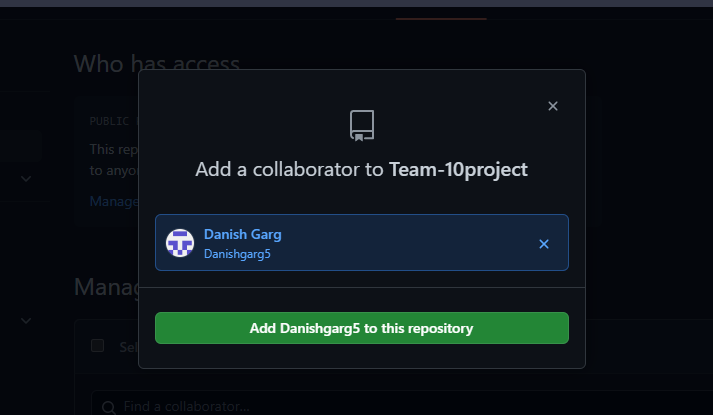 Who has access
PUBLIC
This rep
to anyo
Manage
Add a collaborator to Team-10project
Danish Garg
Danishgarg5
Add Danishgarg5 to this repository
Manag
Sel
Find a collaborator...